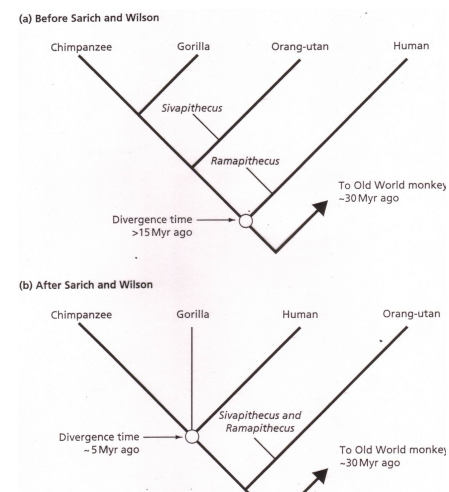 (a) Before Sarich and Wilson
Chimpanzee Gorilla Orang-utan Human
Sivapithecus
Ramapithecus
To Old World monkey
~30 Myr ago
Divergence time
>15 Myr ago
(b) After Sarich and Wilson
Chimpanzee Gorilla Human Orang-utan
Sivapithecus and
Ramapithecus
Divergence time
~5 Myr ago
To Old World monkey
~30 Myr ago